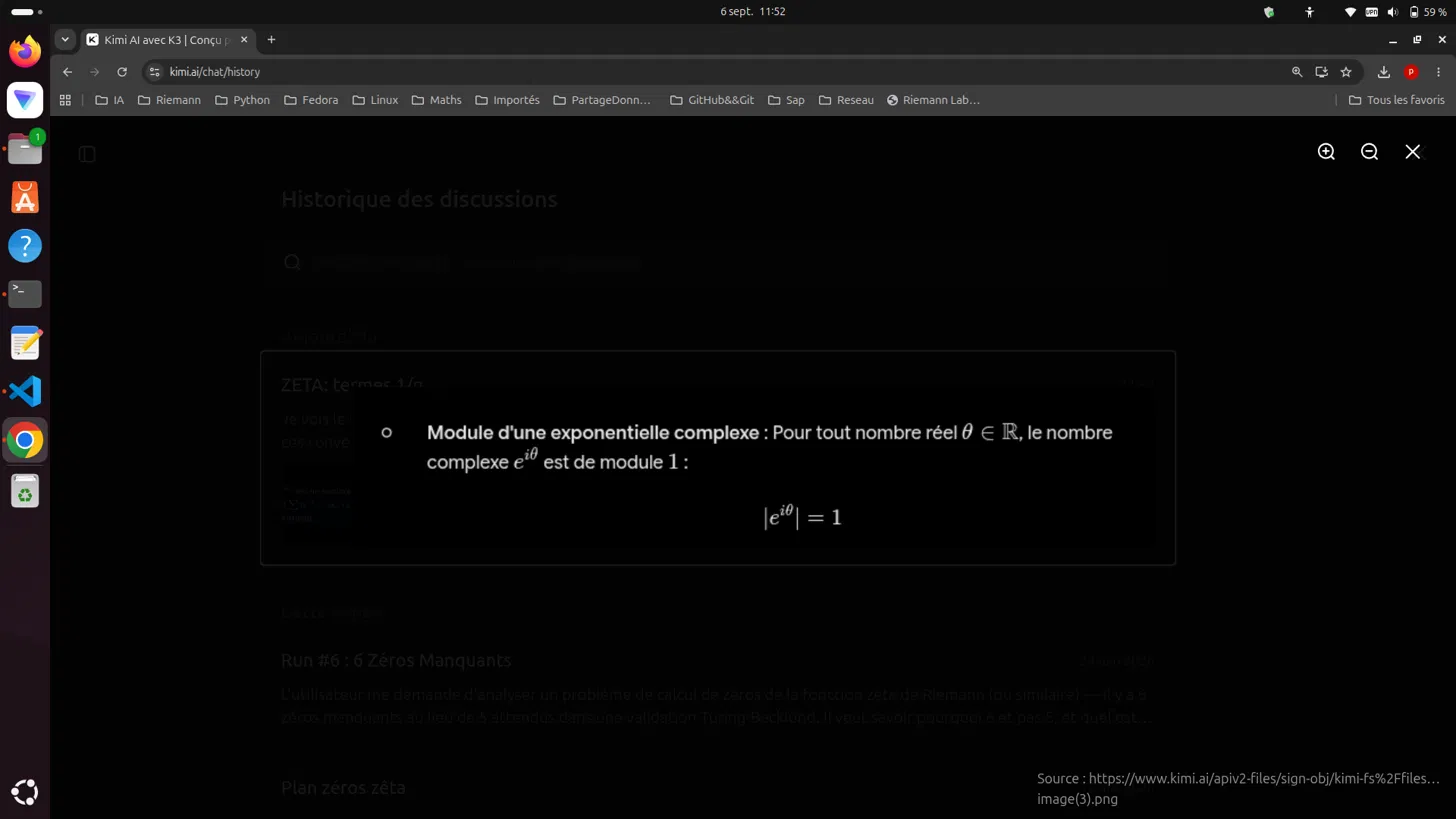 6 sept. 11:52
59 %
Kimi AI avec K3 | Conçu p
kimi.ai/chat/history
P
IA
Riemann
Python
Fedora
Linux
Maths
Importés
PartageDonn…
GitHub&&Git
Sap
Reseau
Riemann Lab…
Tous les favoris
1
Historique des discussions
ZETA: termes 1/n
Je vois le
Module d'une exponentielle complexe : Pour tout nombre réel θ ∈ ℝ, le nombre
complexe e^{iθ} est de module 1 :
|e^{iθ}| = 1
Run #6 : 6 Zéros Manquants
L'utilisateur me demande d'analyser un problème de calcul de zéros de la fonction zêta de Riemann (ou similaire)
Plan zéros zêta
Source : https://www.kimi.ai/apiv2-files/sign-obj/kimi-fs%2Ffiles…
image(3).png